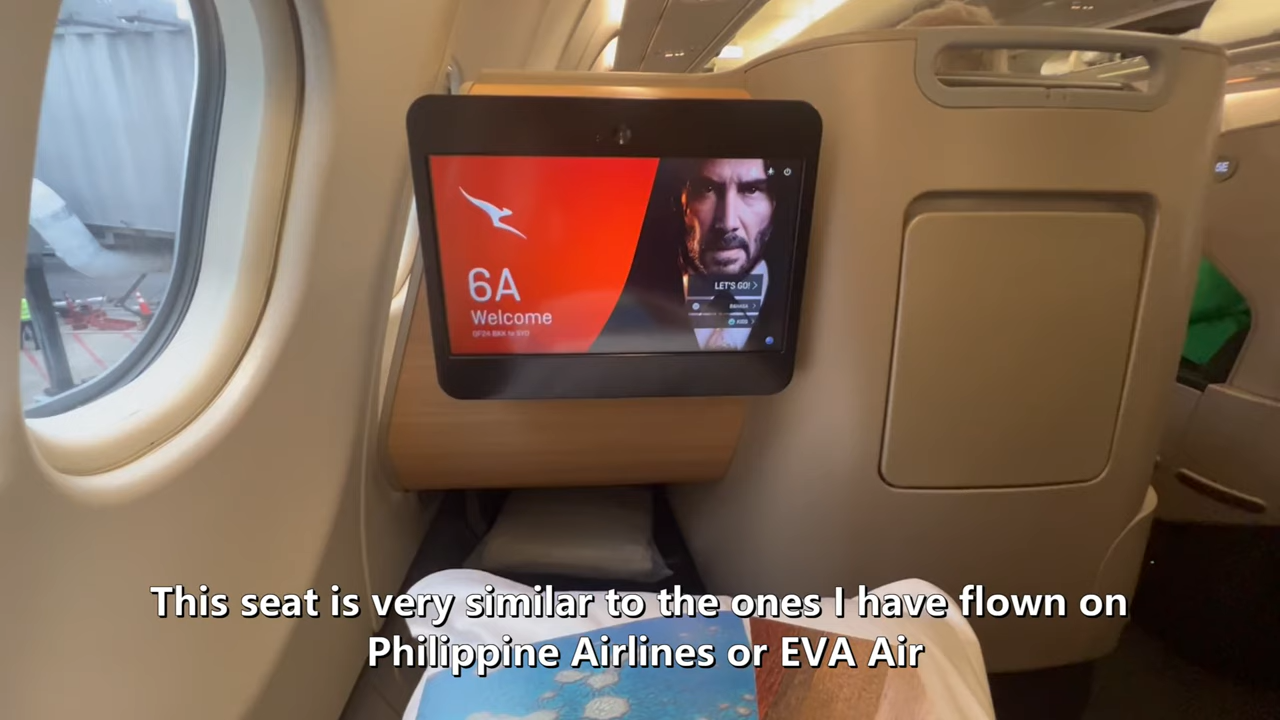 6A
Welcome
QF24 BKK to SYD
LET'S GO!
6E
This seat is very similar to the ones I have flown on
Philippine Airlines or EVA Air